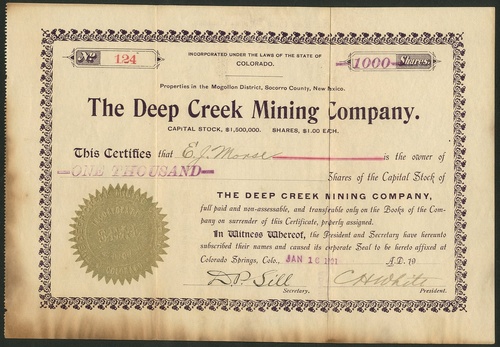 No. 124
INCORPORATED UNDER THE LAWS OF THE STATE OF
COLORADO.
1000 Shares.
Properties in the Mogollon District, Socorro County, New Mexico.
The Deep Creek Mining Company.
CAPITAL STOCK, $1,500,000. SHARES, $1.00 EACH.
This Certifies that E. J. Morse is the owner of
ONE THOUSAND Shares of the Capital Stock of
THE DEEP CREEK MINING COMPANY,
full paid and non-assessable, and transferable only on the Books of the Com-
pany on surrender of this Certificate, properly assigned.
In Witness Whereof, the President and Secretary have hereunto
subscribed their names and caused its corporate Seal to be hereto affixed at
Colorado Springs, Colo., JAN 16 1901 A.D. 19
D. P. Sill C H White
Secretary. President.